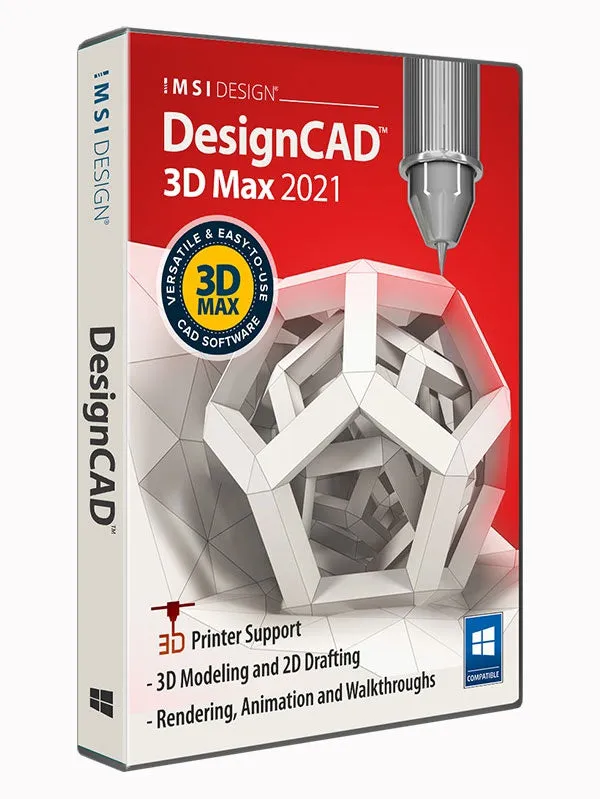 IMSI DESIGN®
DesignCAD™
IMSI DESIGN®
DesignCAD™
3D Max 2021
VERSATILE & EASY-TO-USE
3D
MAX
CAD SOFTWARE
3D Printer Support
- 3D Modeling and 2D Drafting
- Rendering, Animation and Walkthroughs
COMPATIBLE